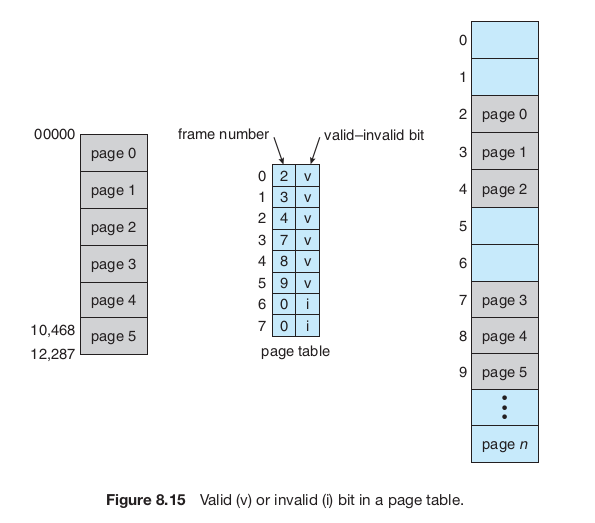 00000
page 0
page 1
page 2
page 3
page 4
10,468
page 5
12,287
frame number
valid–invalid bit
0 2 v
1 3 v
2 4 v
3 7 v
4 8 v
5 9 v
6 0 i
7 0 i
page table
0
1
2 page 0
3 page 1
4 page 2
5
6
7 page 3
8 page 4
9 page 5
page n
Figure 8.15 Valid (v) or invalid (i) bit in a page table.